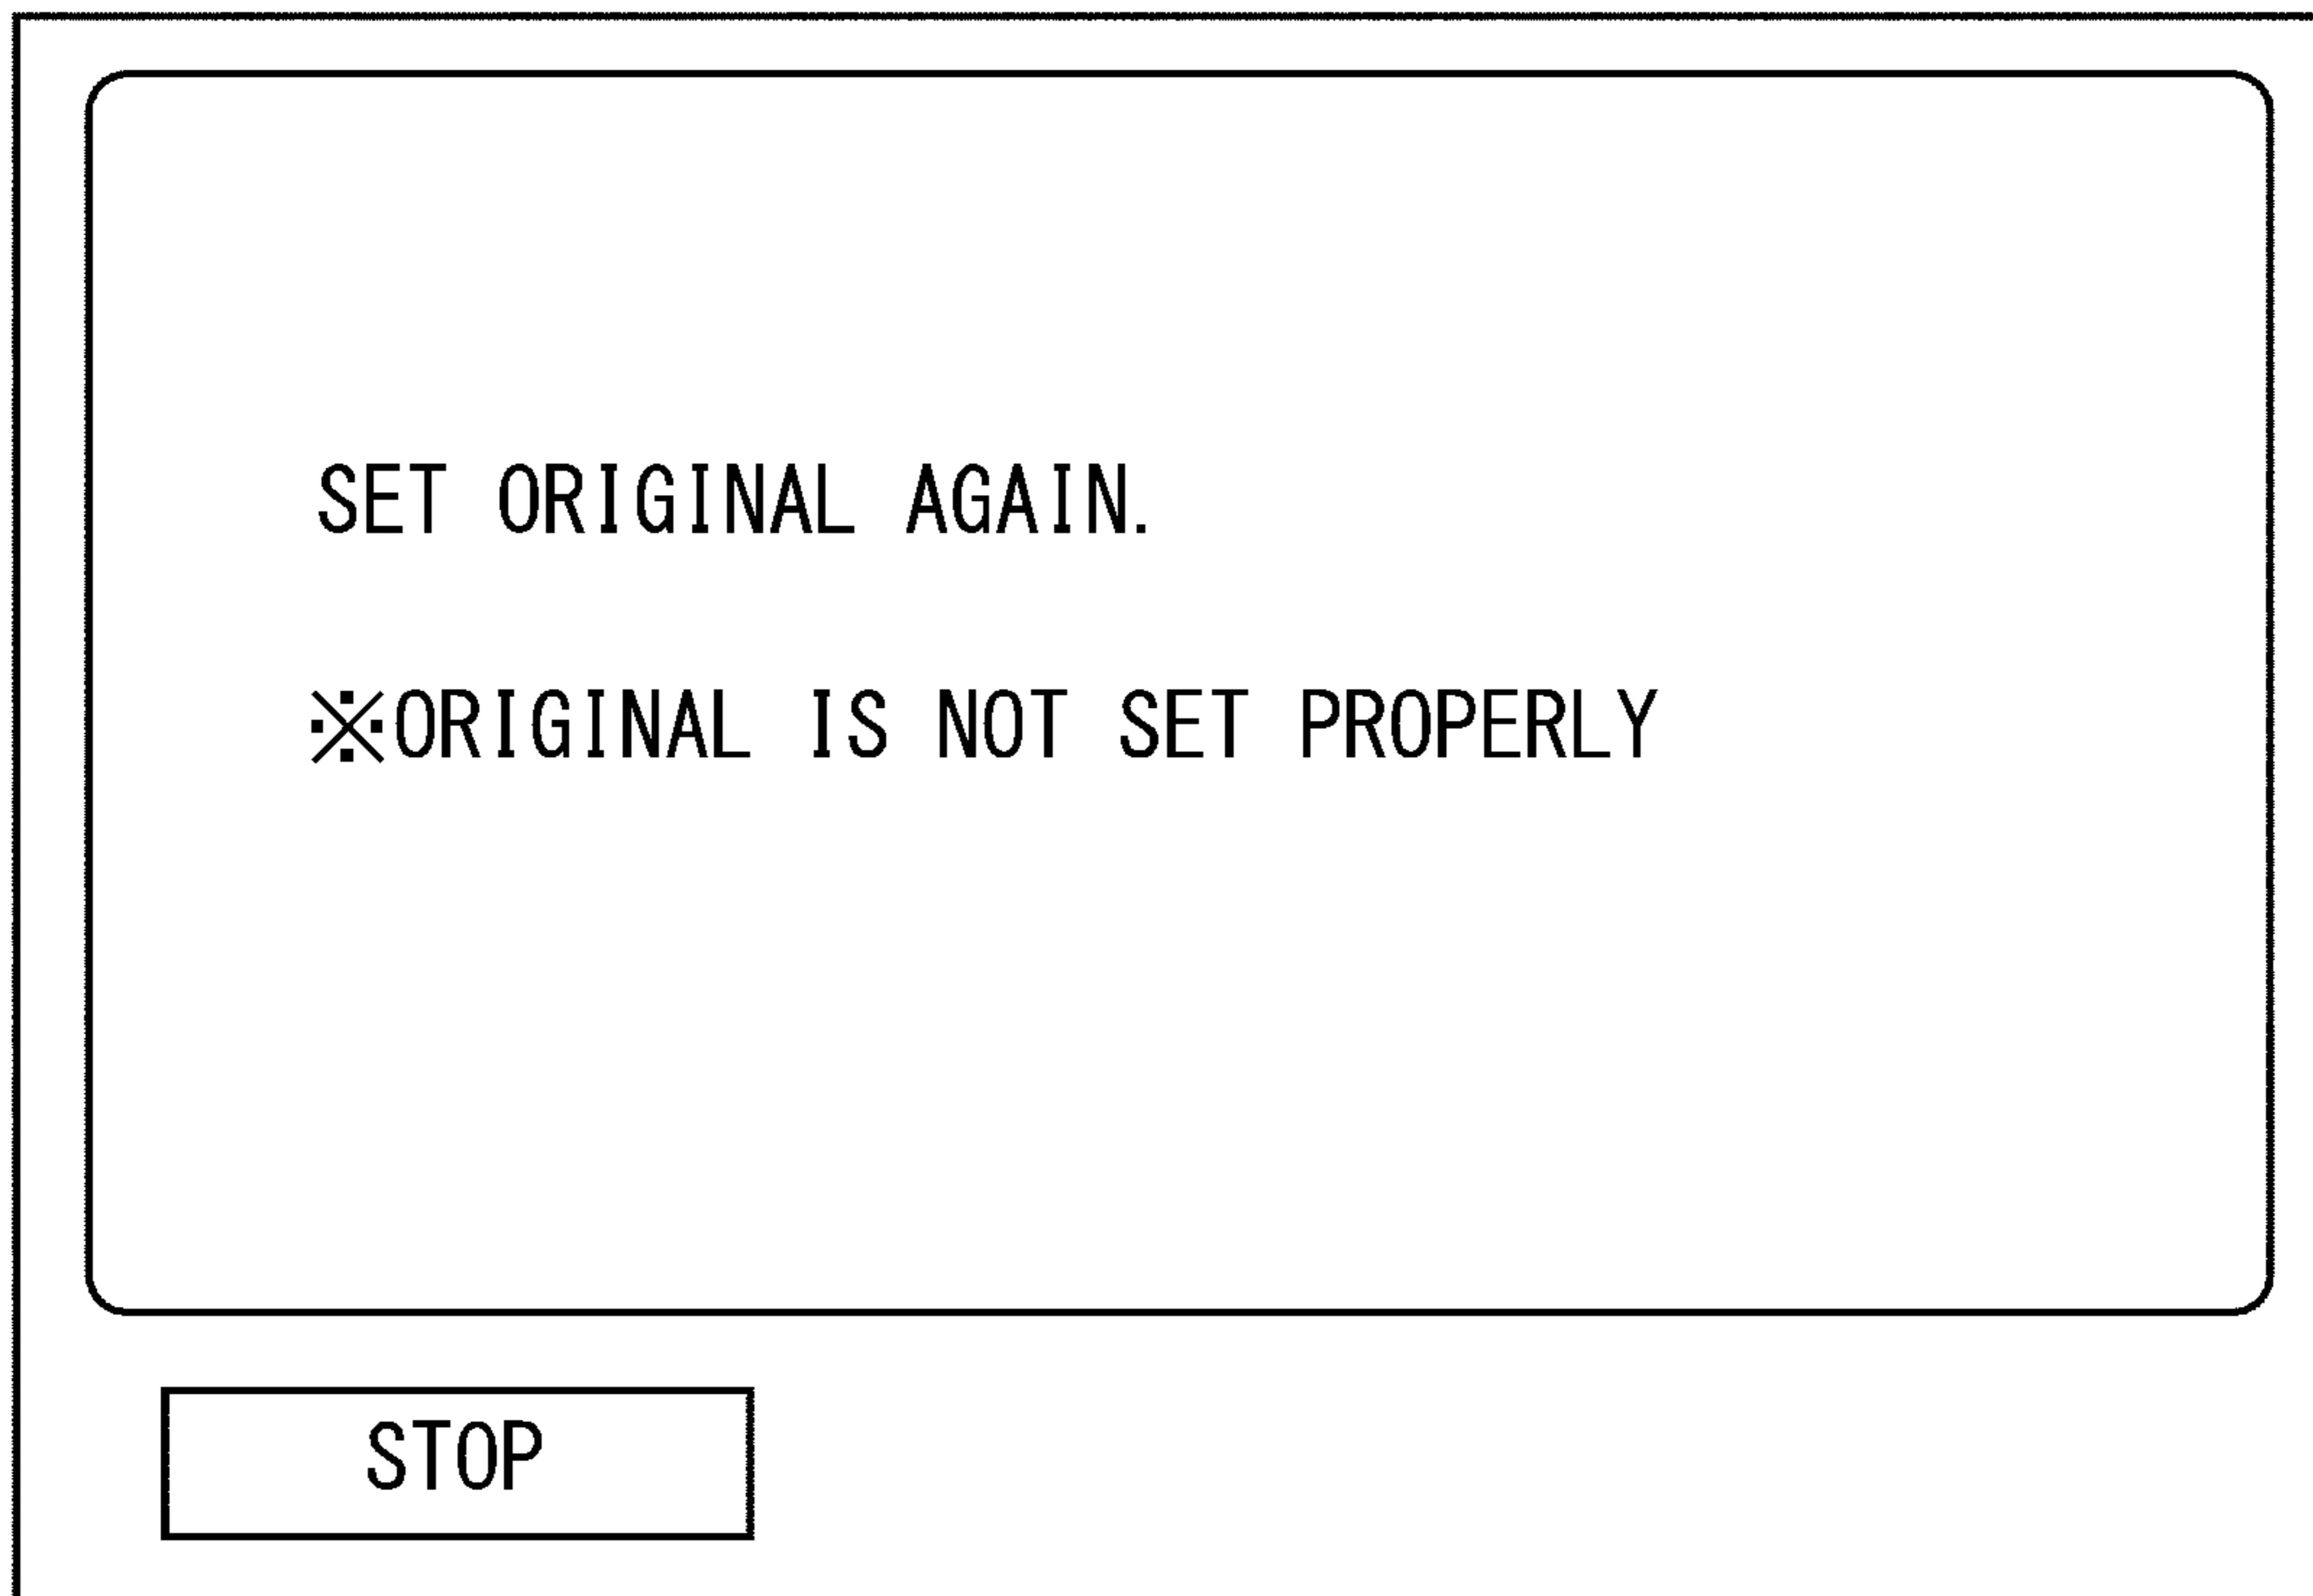 SET ORIGINAL AGAIN.
※ORIGINAL IS NOT SET PROPERLY
STOP